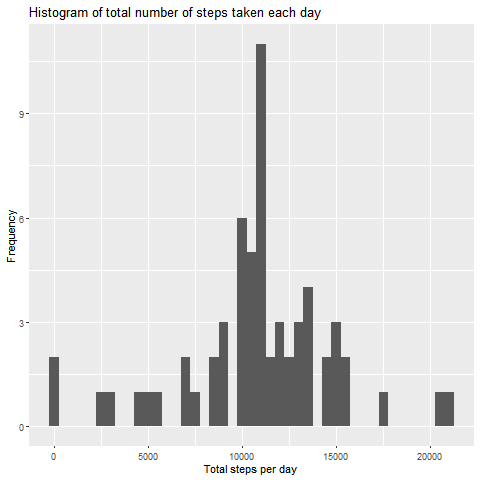 Histogram of total number of steps taken each day
9
6
3
0
Frequency
0 5000 10000 15000 20000
Total steps per day